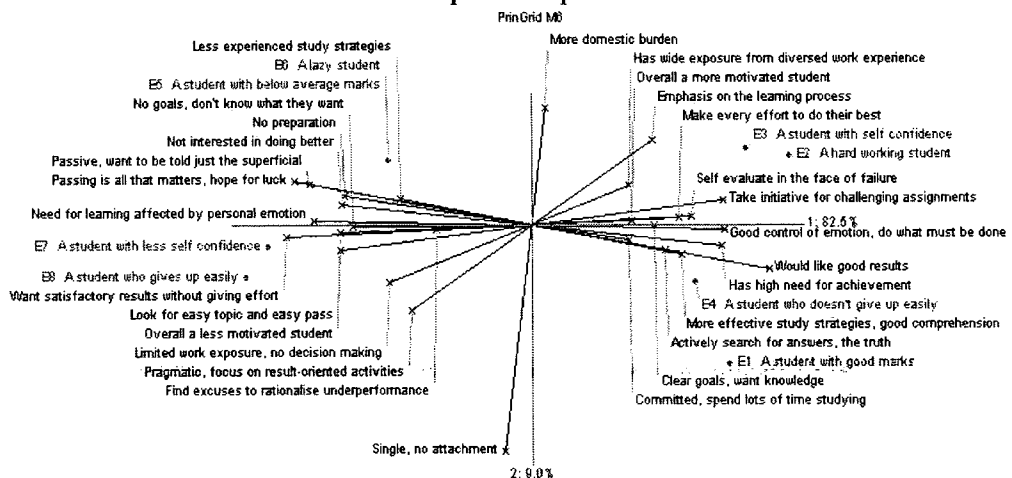 PrinGrid M6
More domestic burden
Less experienced study strategies
E6 A lazy student
E5 A student with below average marks
No goals, don't know what they want
No preparation
Not interested in doing better
Passive, want to be told just the superficial
Passing is all that matters, hope for luck
Need for learning affected by personal emotion
E7 A student with less self confidence
E8 A student who gives up easily
Want satisfactory results without giving effort
Look for easy topic and easy pass
Overall a less motivated student
Limited work exposure, no decision making
Pragmatic, focus on result-oriented activities
Find excuses to rationalise underperformance
Single, no attachment
Has wide exposure from diversed work experience
Overall a more motivated student
Emphasis on the learning process
Make every effort to do their best
E3 A student with self confidence
E2 A hard working student
Self evaluate in the face of failure
Take initiative for challenging assignments
1: 82.6%
Good control of emotion, do what must be done
Would like good results
Has high need for achievement
E4 A student who doesn't give up easily
More effective study strategies, good comprehension
Actively search for answers, the truth
E1 A student with good marks
Clear goals, want knowledge
Committed, spend lots of time studying
2: 9.0%